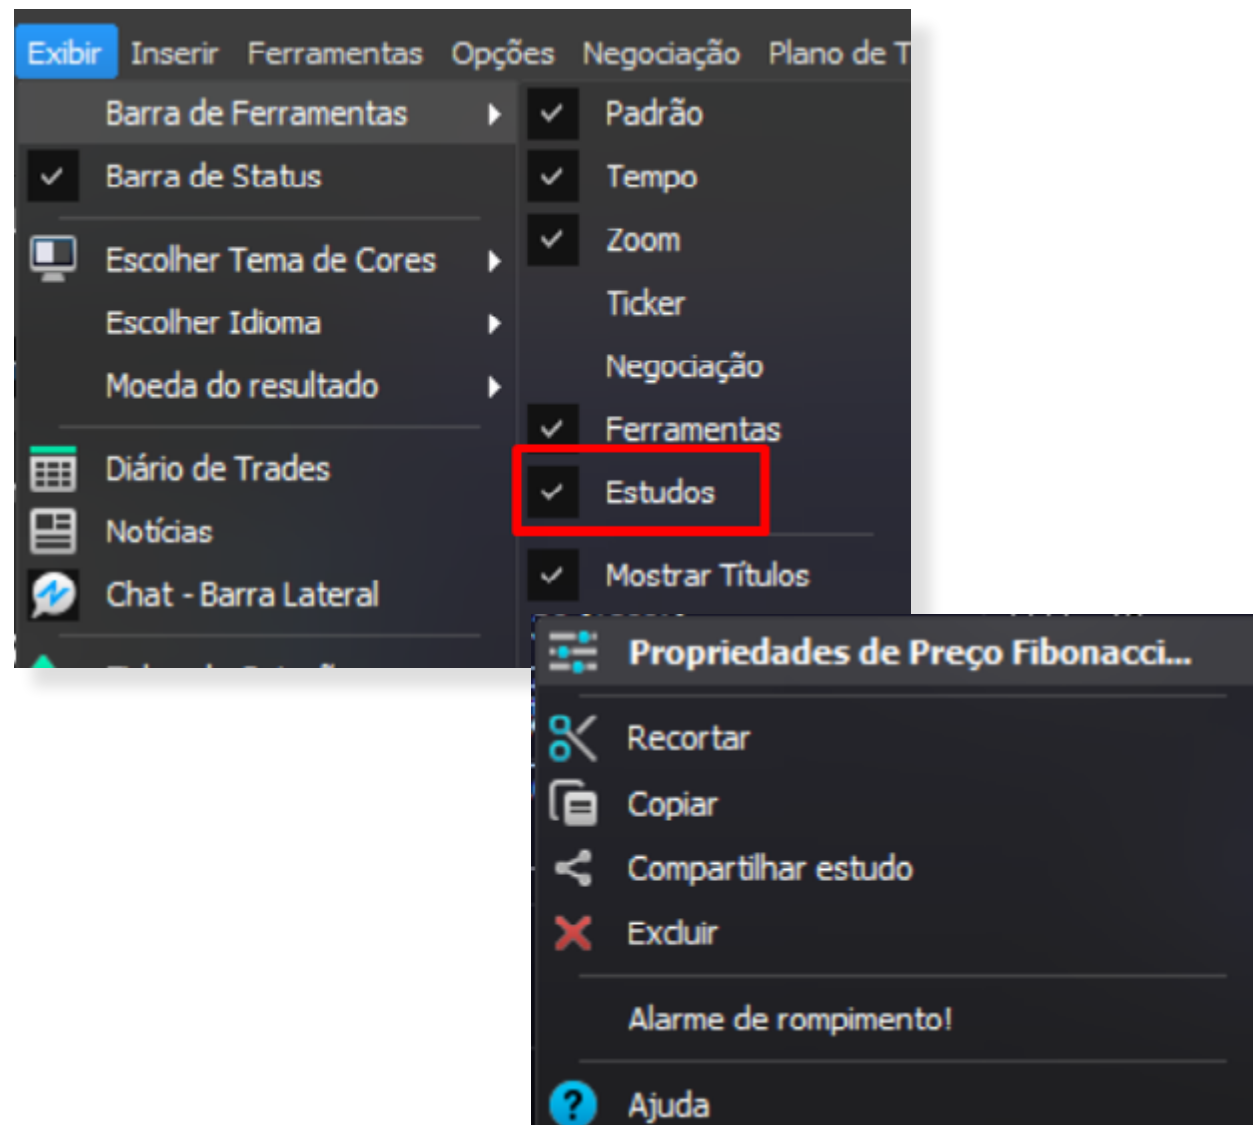 Exibir Inserir Ferramentas Opções Negociação Plano de T
Barra de Ferramentas
Barra de Status
Escolher Tema de Cores
Escolher Idioma
Moeda do resultado
Diário de Trades
Notícias
Chat - Barra Lateral
Padrão
Tempo
Zoom
Ticker
Negociação
Ferramentas
Estudos
Mostrar Títulos
Propriedades de Preço Fibonacci...
Recortar
Copiar
Compartilhar estudo
Excluir
Alarme de rompimento!
Ajuda